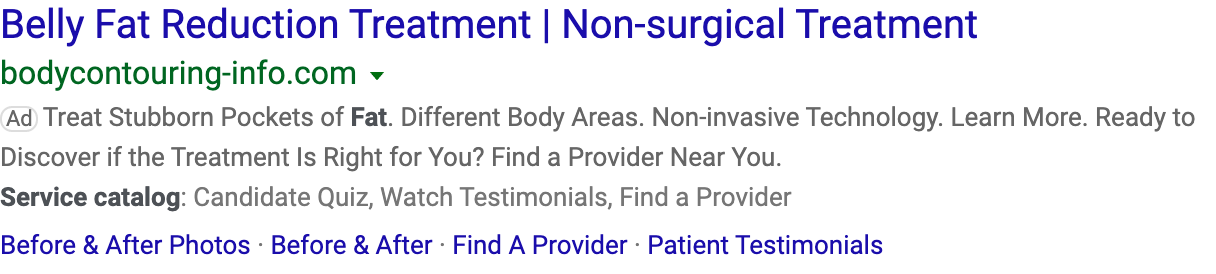 Belly Fat Reduction Treatment | Non-surgical Treatment
bodycontouring-info.com
Ad Treat Stubborn Pockets of Fat. Different Body Areas. Non-invasive Technology. Learn More. Ready to
Discover if the Treatment Is Right for You? Find a Provider Near You.
Service catalog: Candidate Quiz, Watch Testimonials, Find a Provider
Before & After Photos · Before & After · Find A Provider · Patient Testimonials